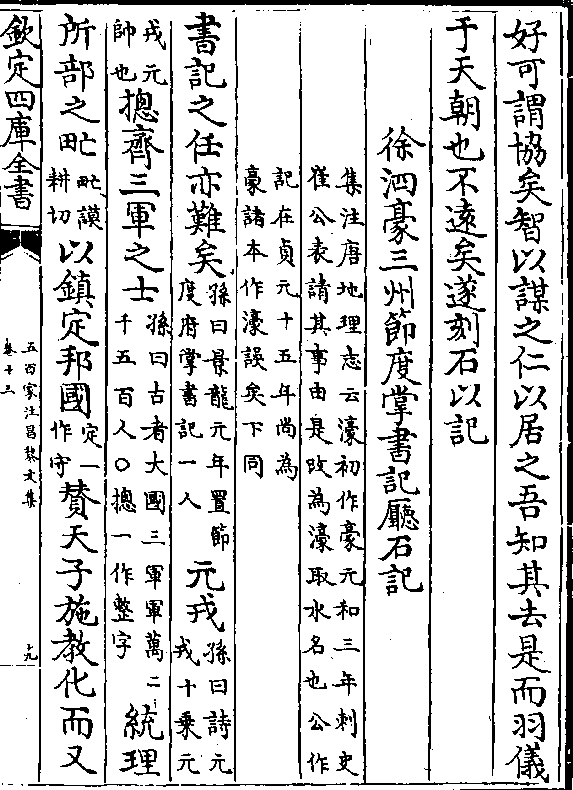 好可謂協矣智以謀之仁以居之吾知其去是而羽儀
于天朝也不遠矣遂刻石以記
徐泗豪三州節度掌書記廳石記
集注唐地理志云濠初作豪元和三年刺史
崔公表請其事由是改為濠取水名也公作
記在貞元十五年尚為
豪諸本作濠誤矣下同
書記之任亦難矣孫曰景龍元年置節度府掌書記一人元戎孫曰詩元戎十乘元
戎元帥也摠齊三軍之士孫曰古者大國三軍軍萬二千五百人○摠一作整字統理
所部之甿甿謨耕切以鎮定邦國定一作守贊天子施教化而又
欽定四庫全書
五百家注昌黎文集
卷十三
十九